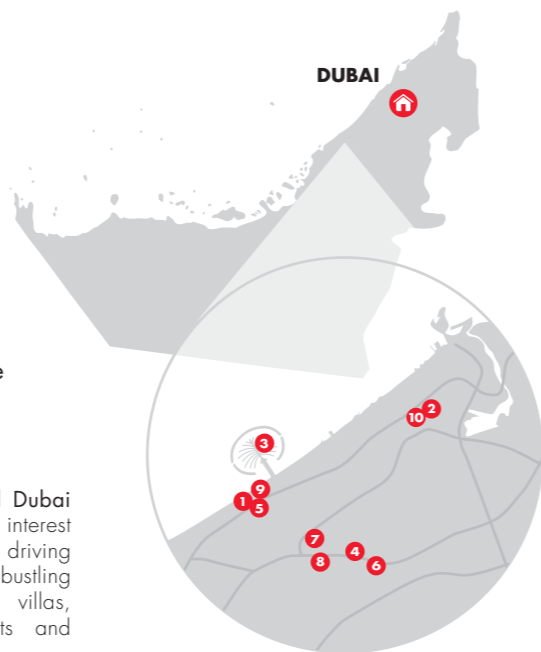 DUBAI
e
2
10
3
9
1
5
7
4
8
6
Dubai
interest
driving
bustling
villas,
ts and